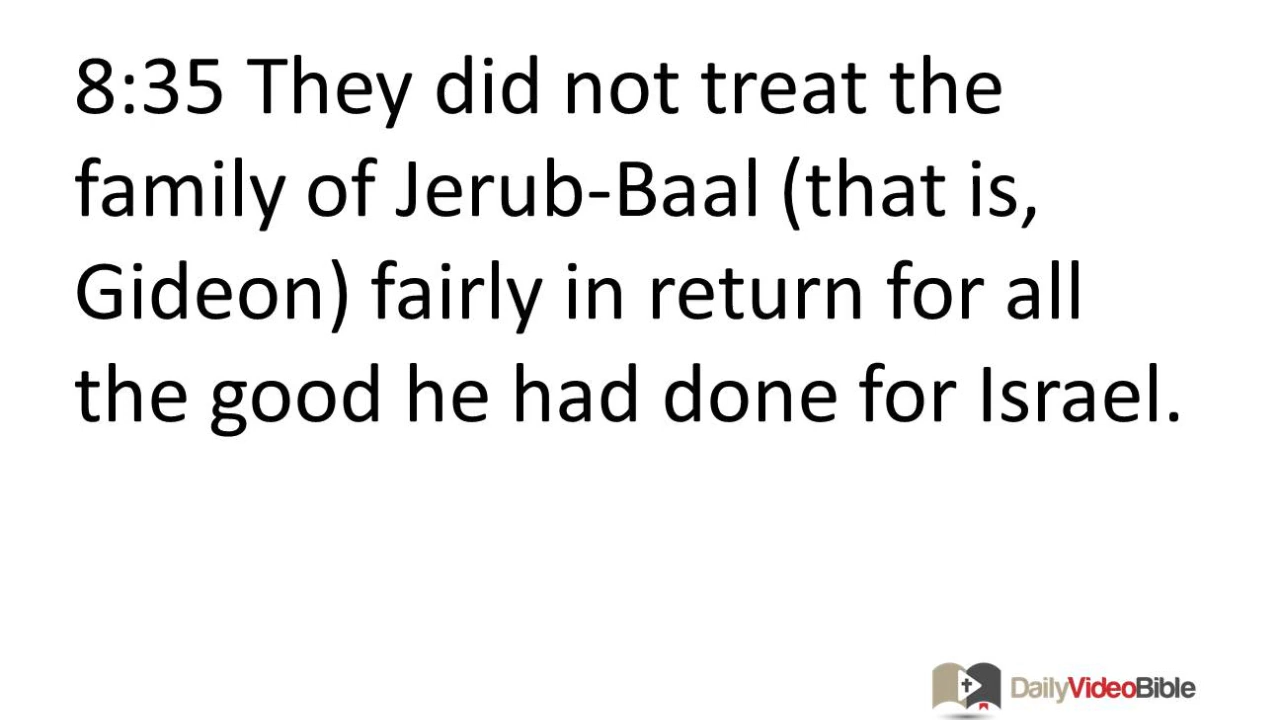 8:35 They did not treat the
family of Jerub-Baal (that is,
Gideon) fairly in return for all
the good he had done for Israel.
DailyVideoBible